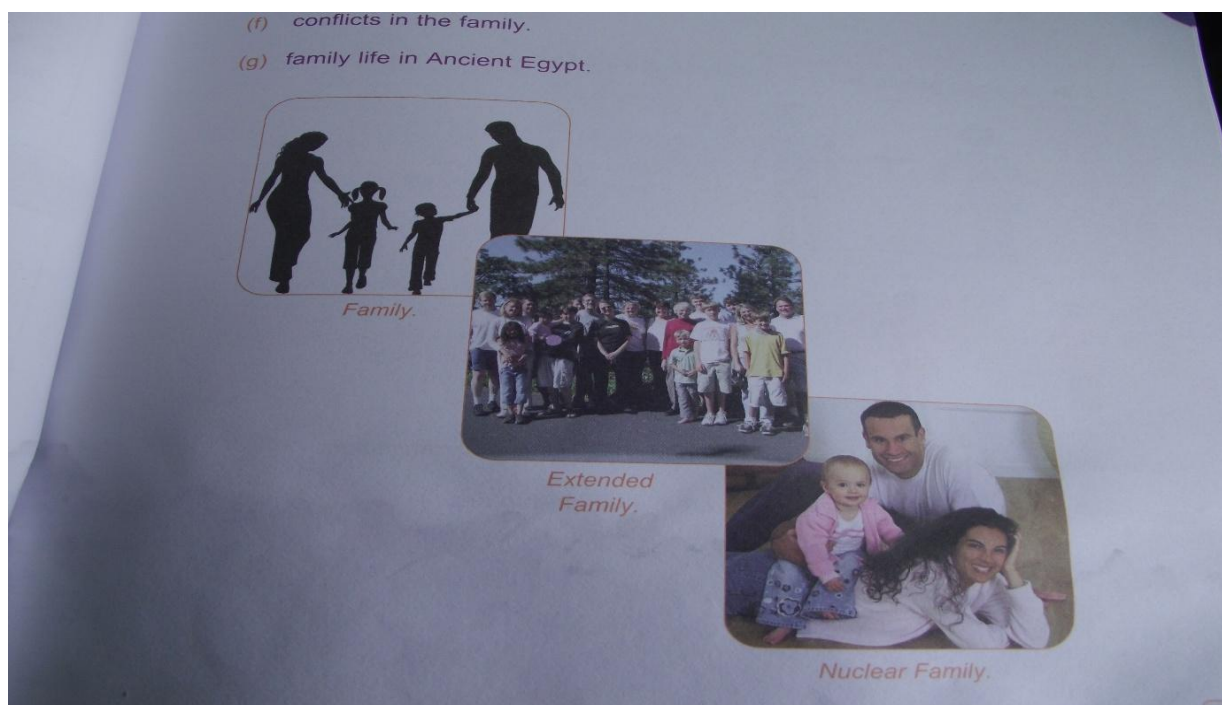 (f) conflicts in the family.
(g) family life in Ancient Egypt.
Family.
Extended
Family.
Nuclear Family.